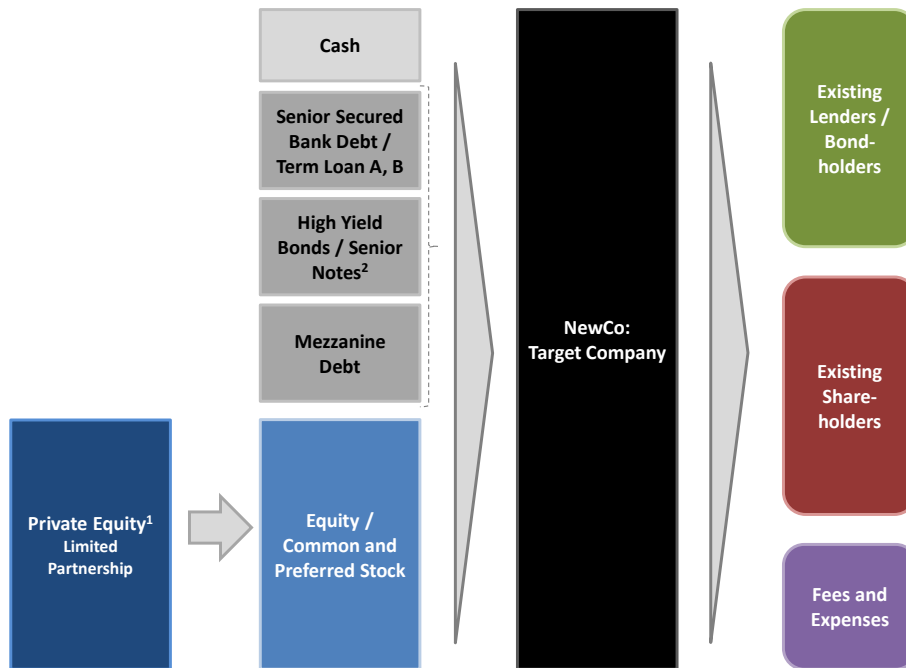 Cash
Senior Secured
Bank Debt /
Term Loan A, B
High Yield
Bonds / Senior
Notes²
Mezzanine
Debt
Private Equity¹
Limited
Partnership
Equity /
Common and
Preferred Stock
NewCo:
Target Company
Existing
Lenders /
Bond-
holders
Existing
Share-
holders
Fees and
Expenses